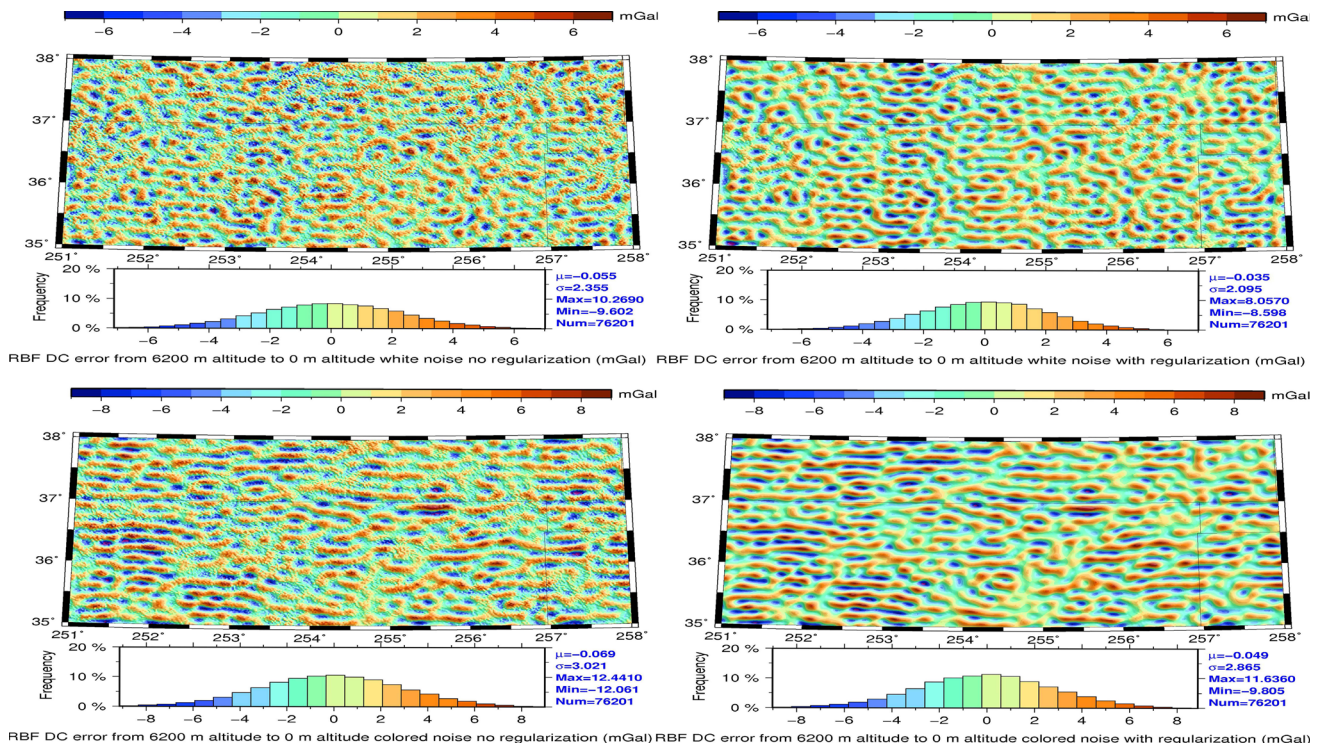 mGal
−6 −4 −2 0 2 4 6
38°
37°
36°
35°
251° 252° 253° 254° 255° 256° 257° 258°
20 %
10 %
0 %
Frequency
−6 −4 −2 0 2 4 6
μ=−0.055
σ=2.355
Max=10.2690
Min=−9.602
Num=76201
RBF DC error from 6200 m altitude to 0 m altitude white noise no regularization (mGal)
mGal
−6 −4 −2 0 2 4 6
38°
37°
36°
35°
251° 252° 253° 254° 255° 256° 257° 258°
20 %
10 %
0 %
Frequency
−6 −4 −2 0 2 4 6
μ=−0.035
σ=2.095
Max=8.0570
Min=−8.598
Num=76201
RBF DC error from 6200 m altitude to 0 m altitude white noise with regularization (mGal)
mGal
−8 −6 −4 −2 0 2 4 6 8
38°
37°
36°
35°
251° 252° 253° 254° 255° 256° 257° 258°
20 %
10 %
0 %
Frequency
−8 −6 −4 −2 0 2 4 6 8
μ=−0.069
σ=3.021
Max=12.4410
Min=−12.061
Num=76201
RBF DC error from 6200 m altitude to 0 m altitude colored noise no regularization (mGal)
mGal
−8 −6 −4 −2 0 2 4 6 8
38°
37°
36°
35°
251° 252° 253° 254° 255° 256° 257° 258°
20 %
10 %
0 %
Frequency
−8 −6 −4 −2 0 2 4 6 8
μ=−0.049
σ=2.865
Max=11.6360
Min=−9.805
Num=76201
RBF DC error from 6200 m altitude to 0 m altitude colored noise with regularization (mGal)